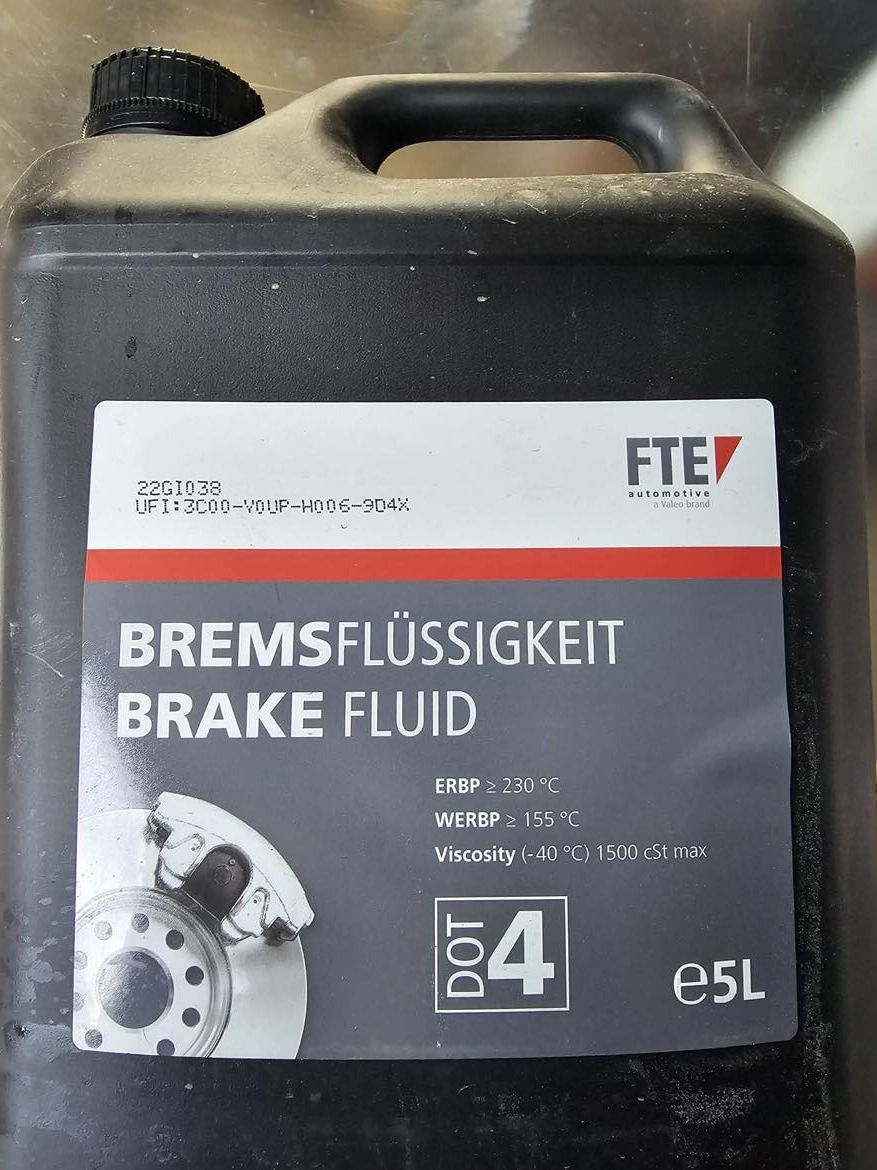 22GI038
UFI:3C00-V0UP-H006-9D4X
FTE
automotive
a Valeo brand
BREMSFLÜSSIGKEIT
BRAKE FLUID
ERBP ≥ 230 °C
WERBP ≥ 155 °C
Viscosity (-40 °C) 1500 cSt max
DOT 4
e5L